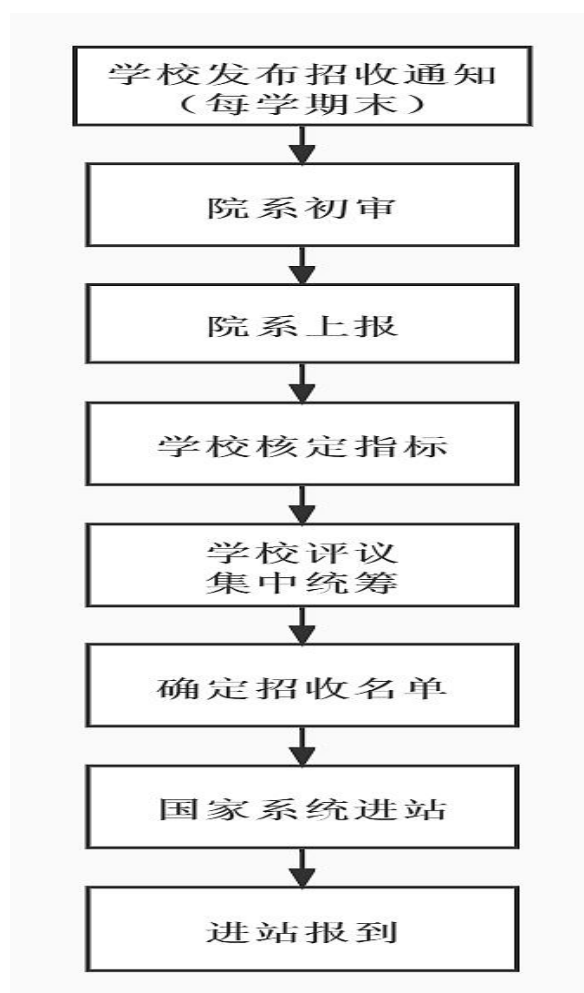 学校发布招收通知
（每学期末）
院系初审
院系上报
学校核定指标
学校评议
集中统筹
确定招收名单
国家系统进站
进站报到